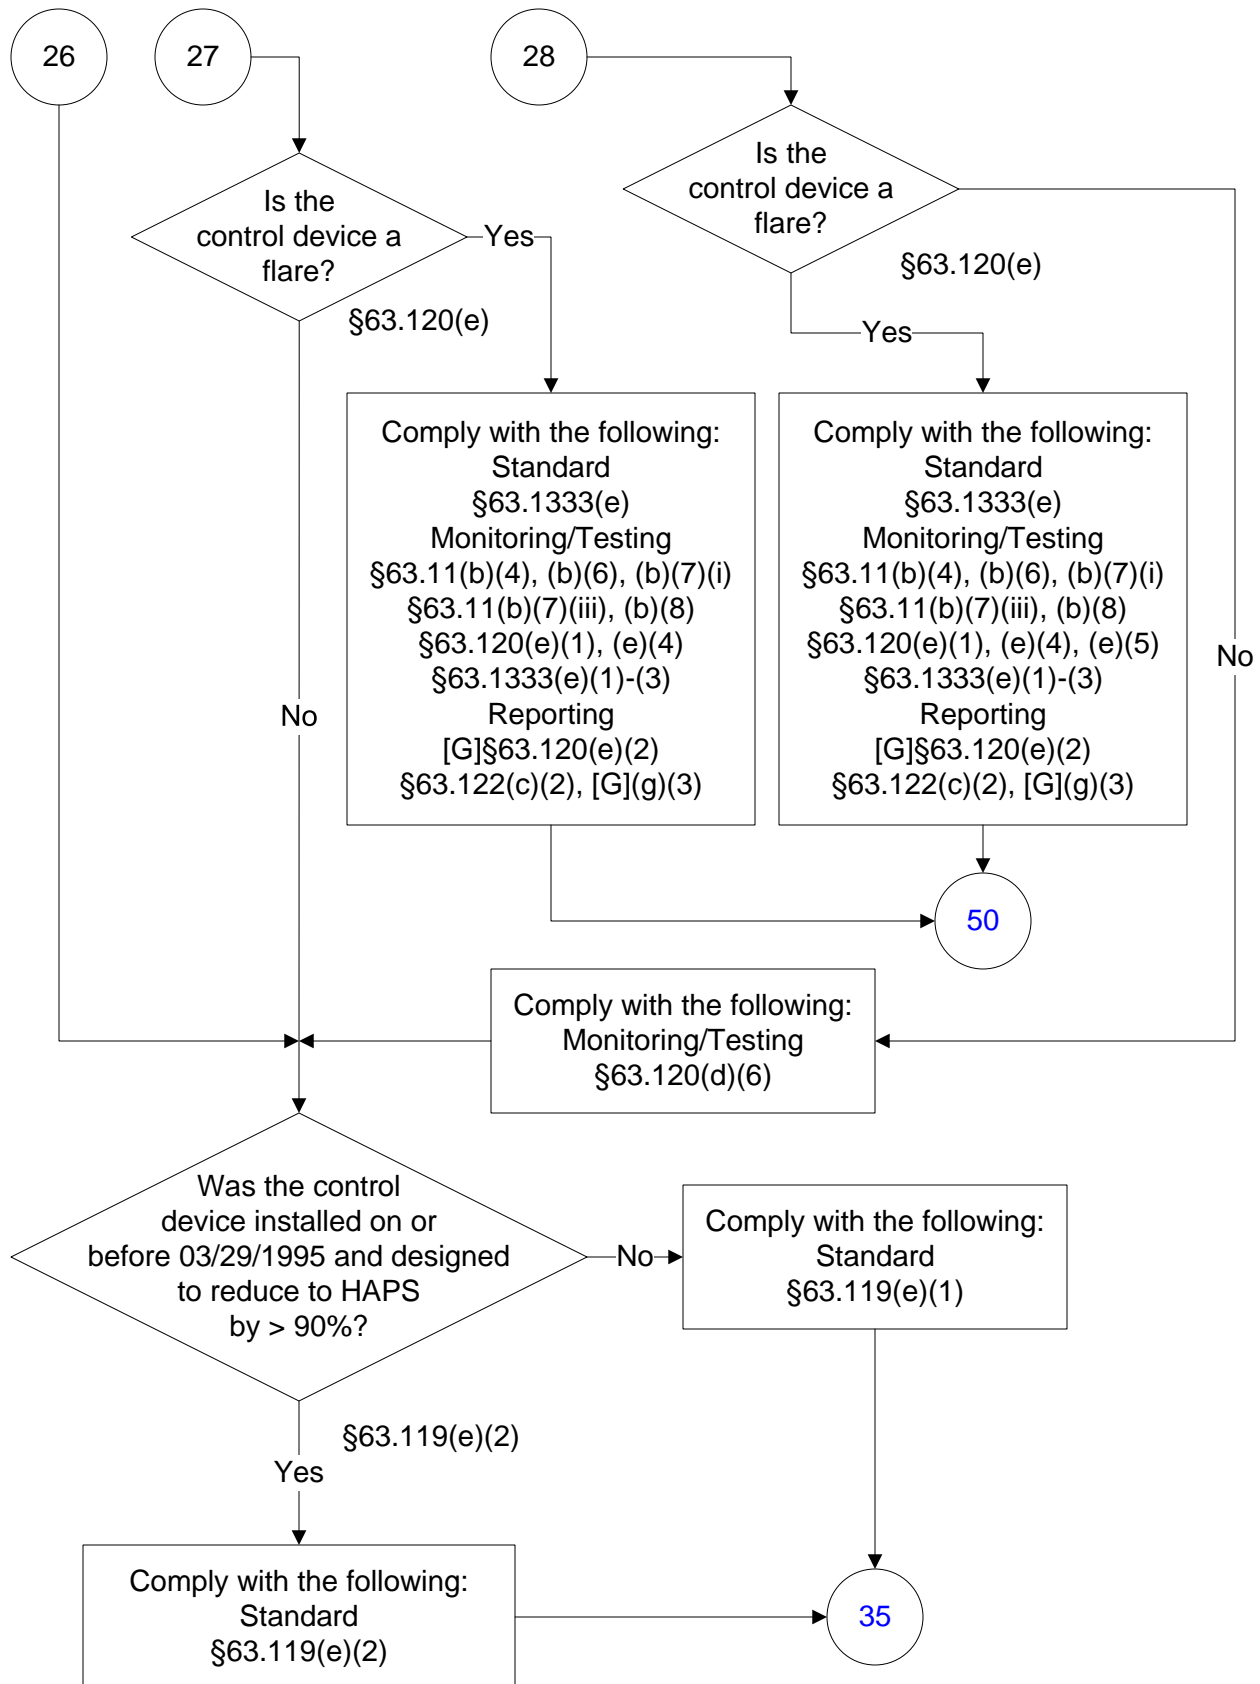 26
27
28
Is the
control device a
flare?
Yes
§63.120(e)
No
Is the
control device a
flare?
§63.120(e)
Yes
No
Comply with the following:
Standard
§63.1333(e)
Monitoring/Testing
§63.11(b)(4), (b)(6), (b)(7)(i)
§63.11(b)(7)(iii), (b)(8)
§63.120(e)(1), (e)(4)
§63.1333(e)(1)-(3)
Reporting
[G]§63.120(e)(2)
§63.122(c)(2), [G](g)(3)
Comply with the following:
Standard
§63.1333(e)
Monitoring/Testing
§63.11(b)(4), (b)(6), (b)(7)(i)
§63.11(b)(7)(iii), (b)(8)
§63.120(e)(1), (e)(4), (e)(5)
§63.1333(e)(1)-(3)
Reporting
[G]§63.120(e)(2)
§63.122(c)(2), [G](g)(3)
50
Comply with the following:
Monitoring/Testing
§63.120(d)(6)
Was the control
device installed on or
before 03/29/1995 and designed
to reduce to HAPS
by > 90%?
No
Comply with the following:
Standard
§63.119(e)(1)
§63.119(e)(2)
Yes
Comply with the following:
Standard
§63.119(e)(2)
35